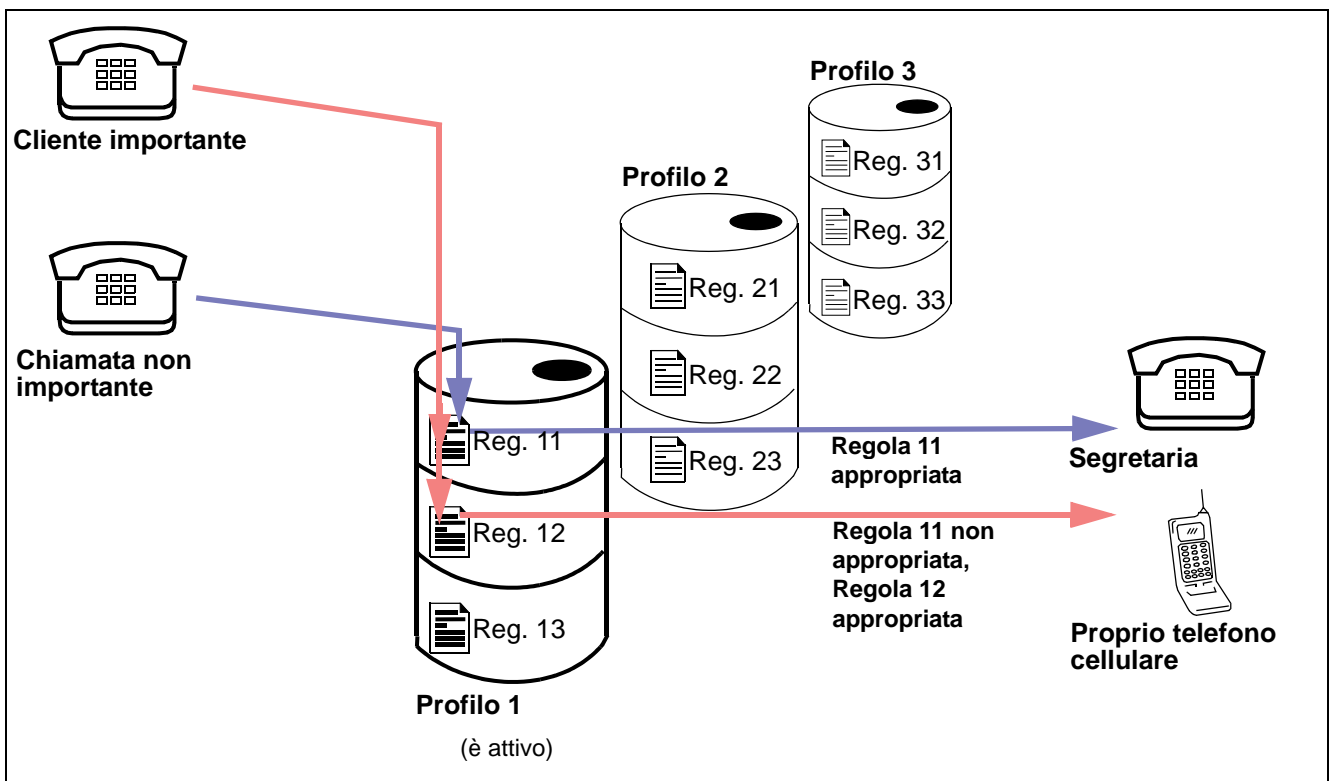 Cliente importante
Chiamata non
importante
Profilo 3
Reg. 31
Reg. 32
Reg. 33
Profilo 2
Reg. 21
Reg. 22
Reg. 23
Reg. 11
Reg. 12
Reg. 13
Profilo 1
(è attivo)
Regola 11
appropriata
Segretaria
Regola 11 non
appropriata,
Regola 12
appropriata
Proprio telefono
cellulare